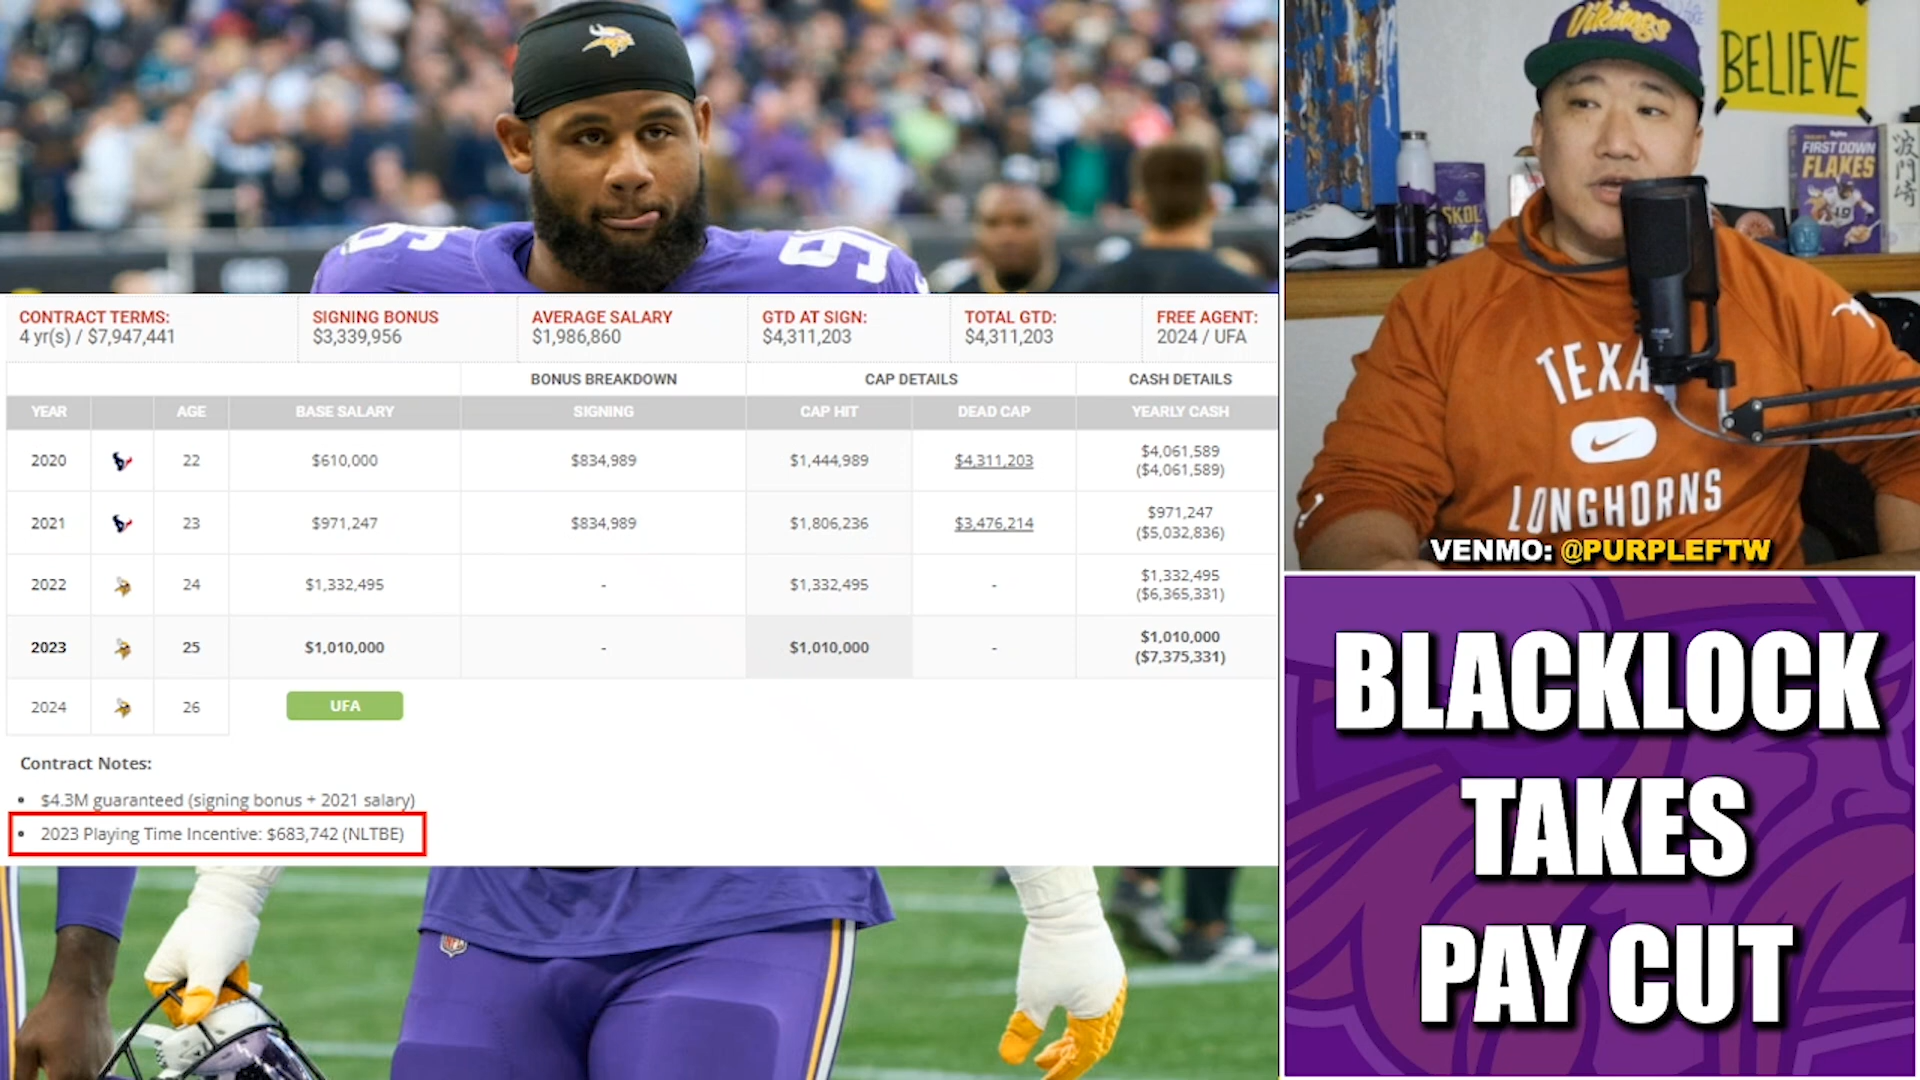 CONTRACT TERMS: SIGNING BONUS AVERAGE SALARY GTD AT SIGN: TOTAL GTD: FREE AGENT:
4 yr(s) / $7,947,441 $3,339,956 $1,986,860 $4,311,203 $4,311,203 2024 / UFA
BONUS BREAKDOWN CAP DETAILS CASH DETAILS
YEAR AGE BASE SALARY SIGNING CAP HIT DEAD CAP YEARLY CASH
2020 22 $610,000 $834,989 $1,444,989 $4,311,203 $4,061,589
($4,061,589)
2021 23 $971,247 $834,989 $1,806,236 $3,476,214 $971,247
($5,032,836)
2022 24 $1,332,495 - $1,332,495 - $1,332,495
($6,365,331)
2023 25 $1,010,000 - $1,010,000 - $1,010,000
($7,375,331)
2024 26 UFA
Contract Notes:
• $4.3M guaranteed (signing bonus + 2021 salary)
• 2023 Playing Time Incentive: $683,742 (NLTBE)
Vikings
BELIEVE
FIRST DOWN
FLAKES
SKOL
波門崎
TEXA
LONGHORNS
VENMO: @PURPLEFTW
BLACKLOCK
TAKES
PAY CUT
NFL